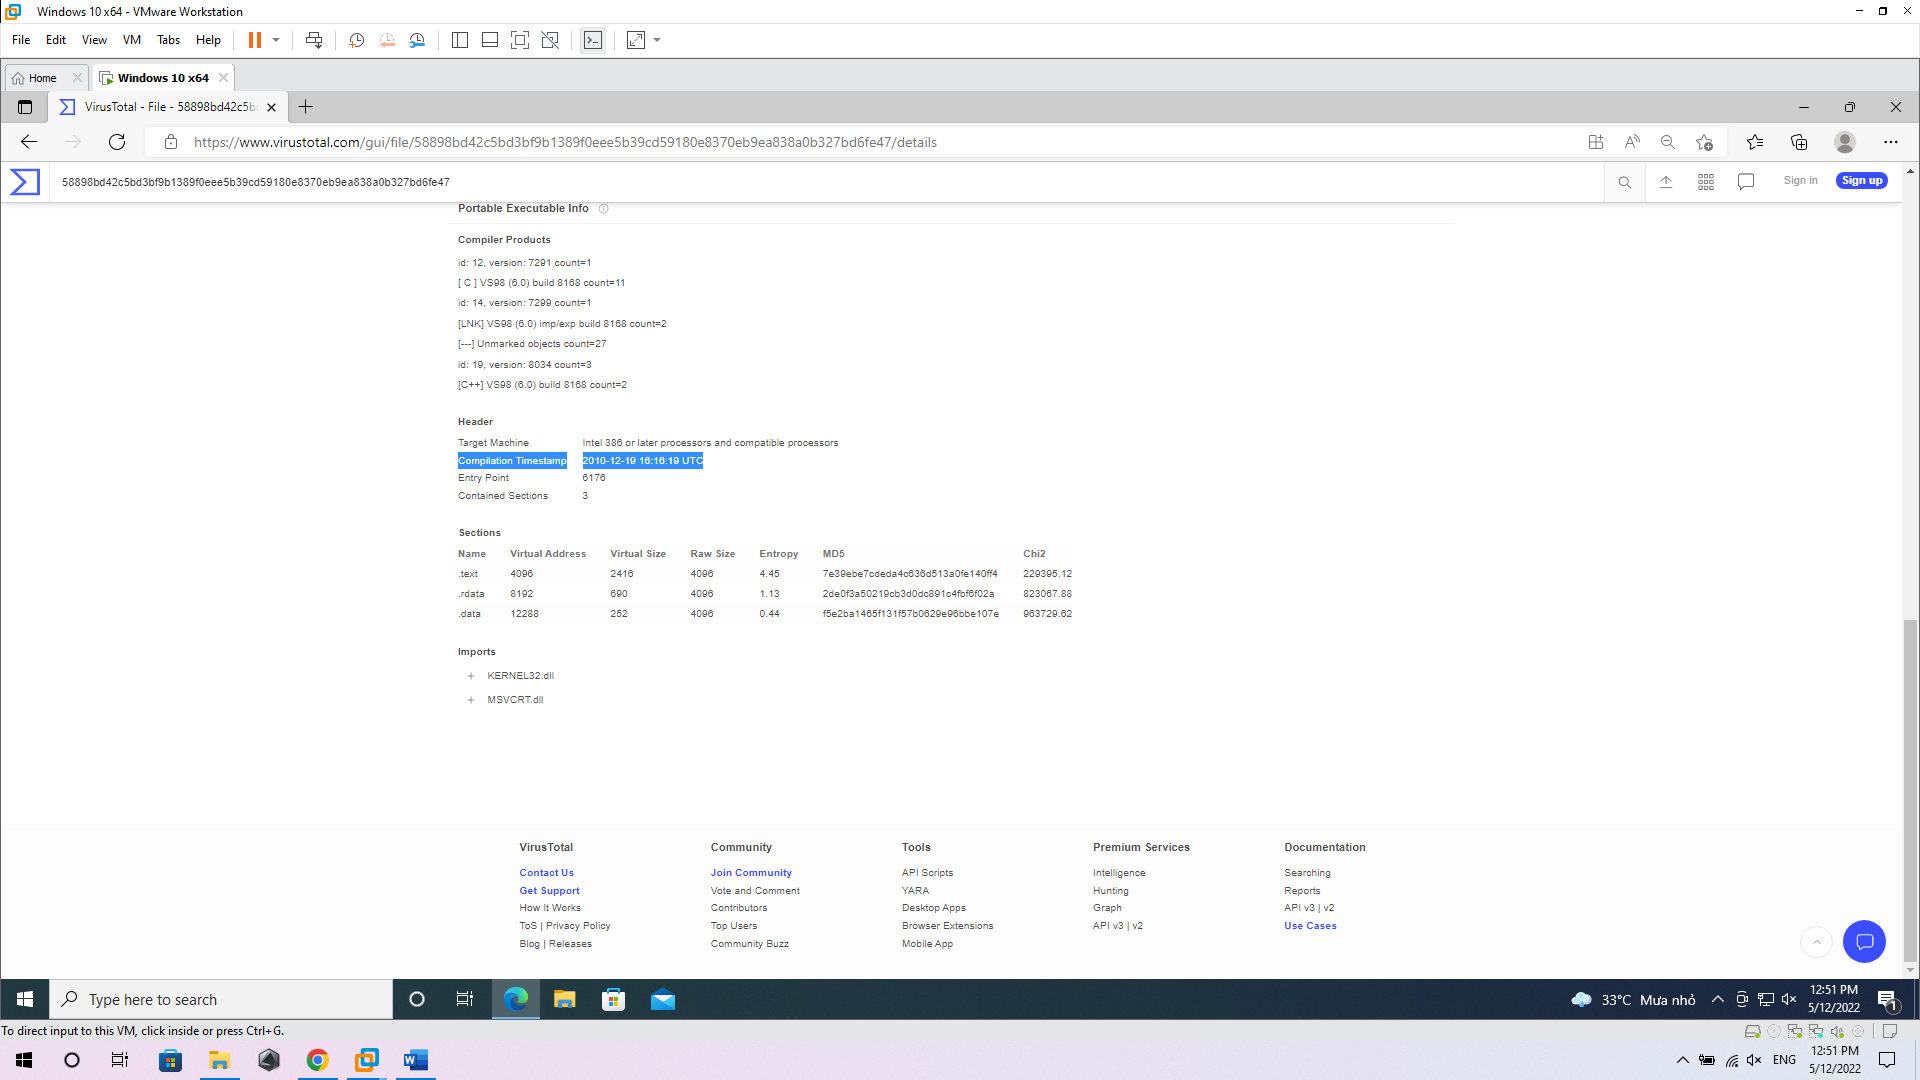 Windows 10 x64 - VMware Workstation
File Edit View VM Tabs Help
Home
Windows 10 x64
VirusTotal - File - 58898bd42c5b
https://www.virustotal.com/gui/file/58898bd42c5bd3bf9b1389f0eee5b39cd59180e8370eb9ea838a0b327bd6fe47/details
58898bd42c5bd3bf9b1389f0eee5b39cd59180e8370eb9ea838a0b327bd6fe47
Sign in
Sign up
Portable Executable Info
Compiler Products
id: 12, version: 7291 count=1
[ C ] VS98 (6.0) build 8168 count=11
id: 14, version: 7299 count=1
[LNK] VS98 (6.0) imp/exp build 8168 count=2
[---] Unmarked objects count=27
id: 19, version: 8034 count=3
[C++] VS98 (6.0) build 8168 count=2
Header
Target Machine Intel 386 or later processors and compatible processors
Compilation Timestamp 2010-12-19 16:16:19 UTC
Entry Point 6176
Contained Sections 3
Sections
Name Virtual Address Virtual Size Raw Size Entropy MD5 Chi2
.text 4096 2416 4096 4.45 7e39ebe7cdeda4c636d513a0fe140ff4 229395.12
.rdata 8192 690 4096 1.13 2de0f3a50219cb3d0dc891c4fbf6f02a 823067.88
.data 12288 252 4096 0.44 f5e2ba1465f131f57b0629e96bbe107e 963729.62
Imports
+ KERNEL32.dll
+ MSVCRT.dll
VirusTotal Community Tools Premium Services Documentation
Contact Us Join Community API Scripts Intelligence Searching
Get Support Vote and Comment YARA Hunting Reports
How It Works Contributors Desktop Apps Graph API v3 | v2
ToS | Privacy Policy Top Users Browser Extensions API v3 | v2 Use Cases
Blog | Releases Community Buzz Mobile App
Type here to search
33°C Mưa nhỏ
12:51 PM
5/12/2022
1
To direct input to this VM, click inside or press Ctrl+G.
ENG
12:51 PM
5/12/2022